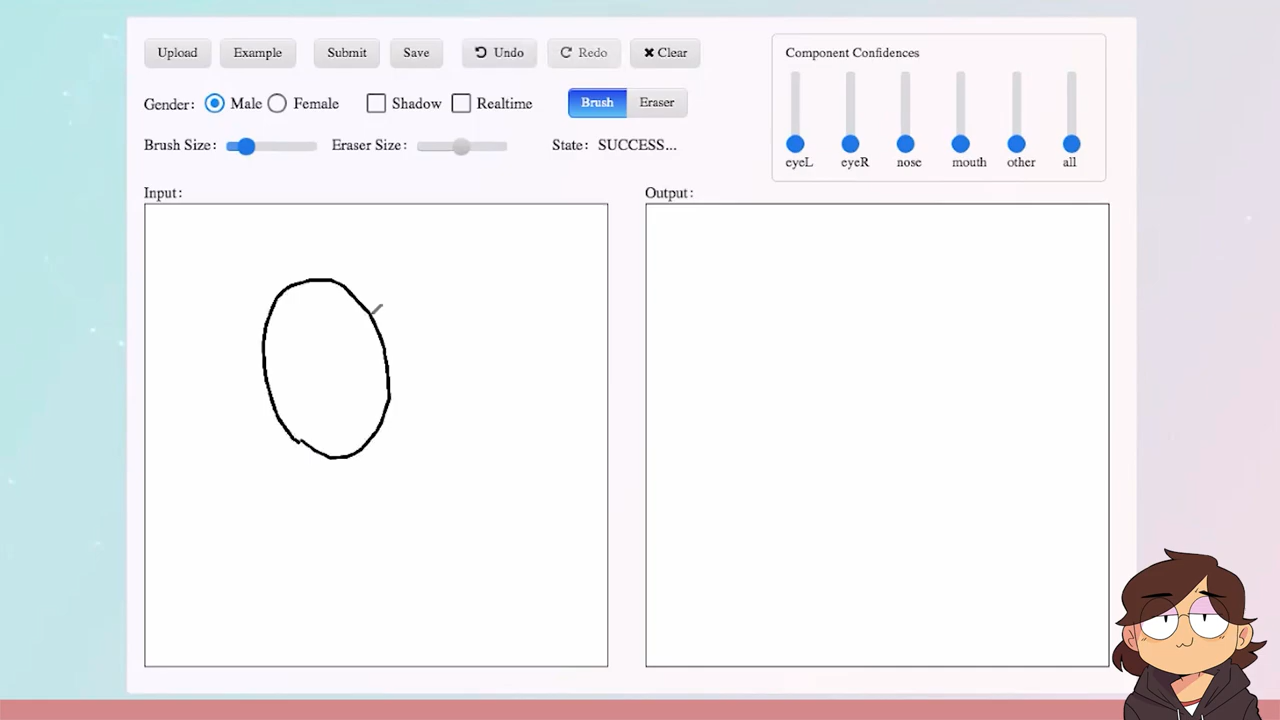 Upload Example Submit Save Undo Redo Clear
Component Confidences
Gender: Male Female Shadow Realtime Brush Eraser
Brush Size: Eraser Size: State: SUCCESS...
eyeL eyeR nose mouth other all
Input: Output: